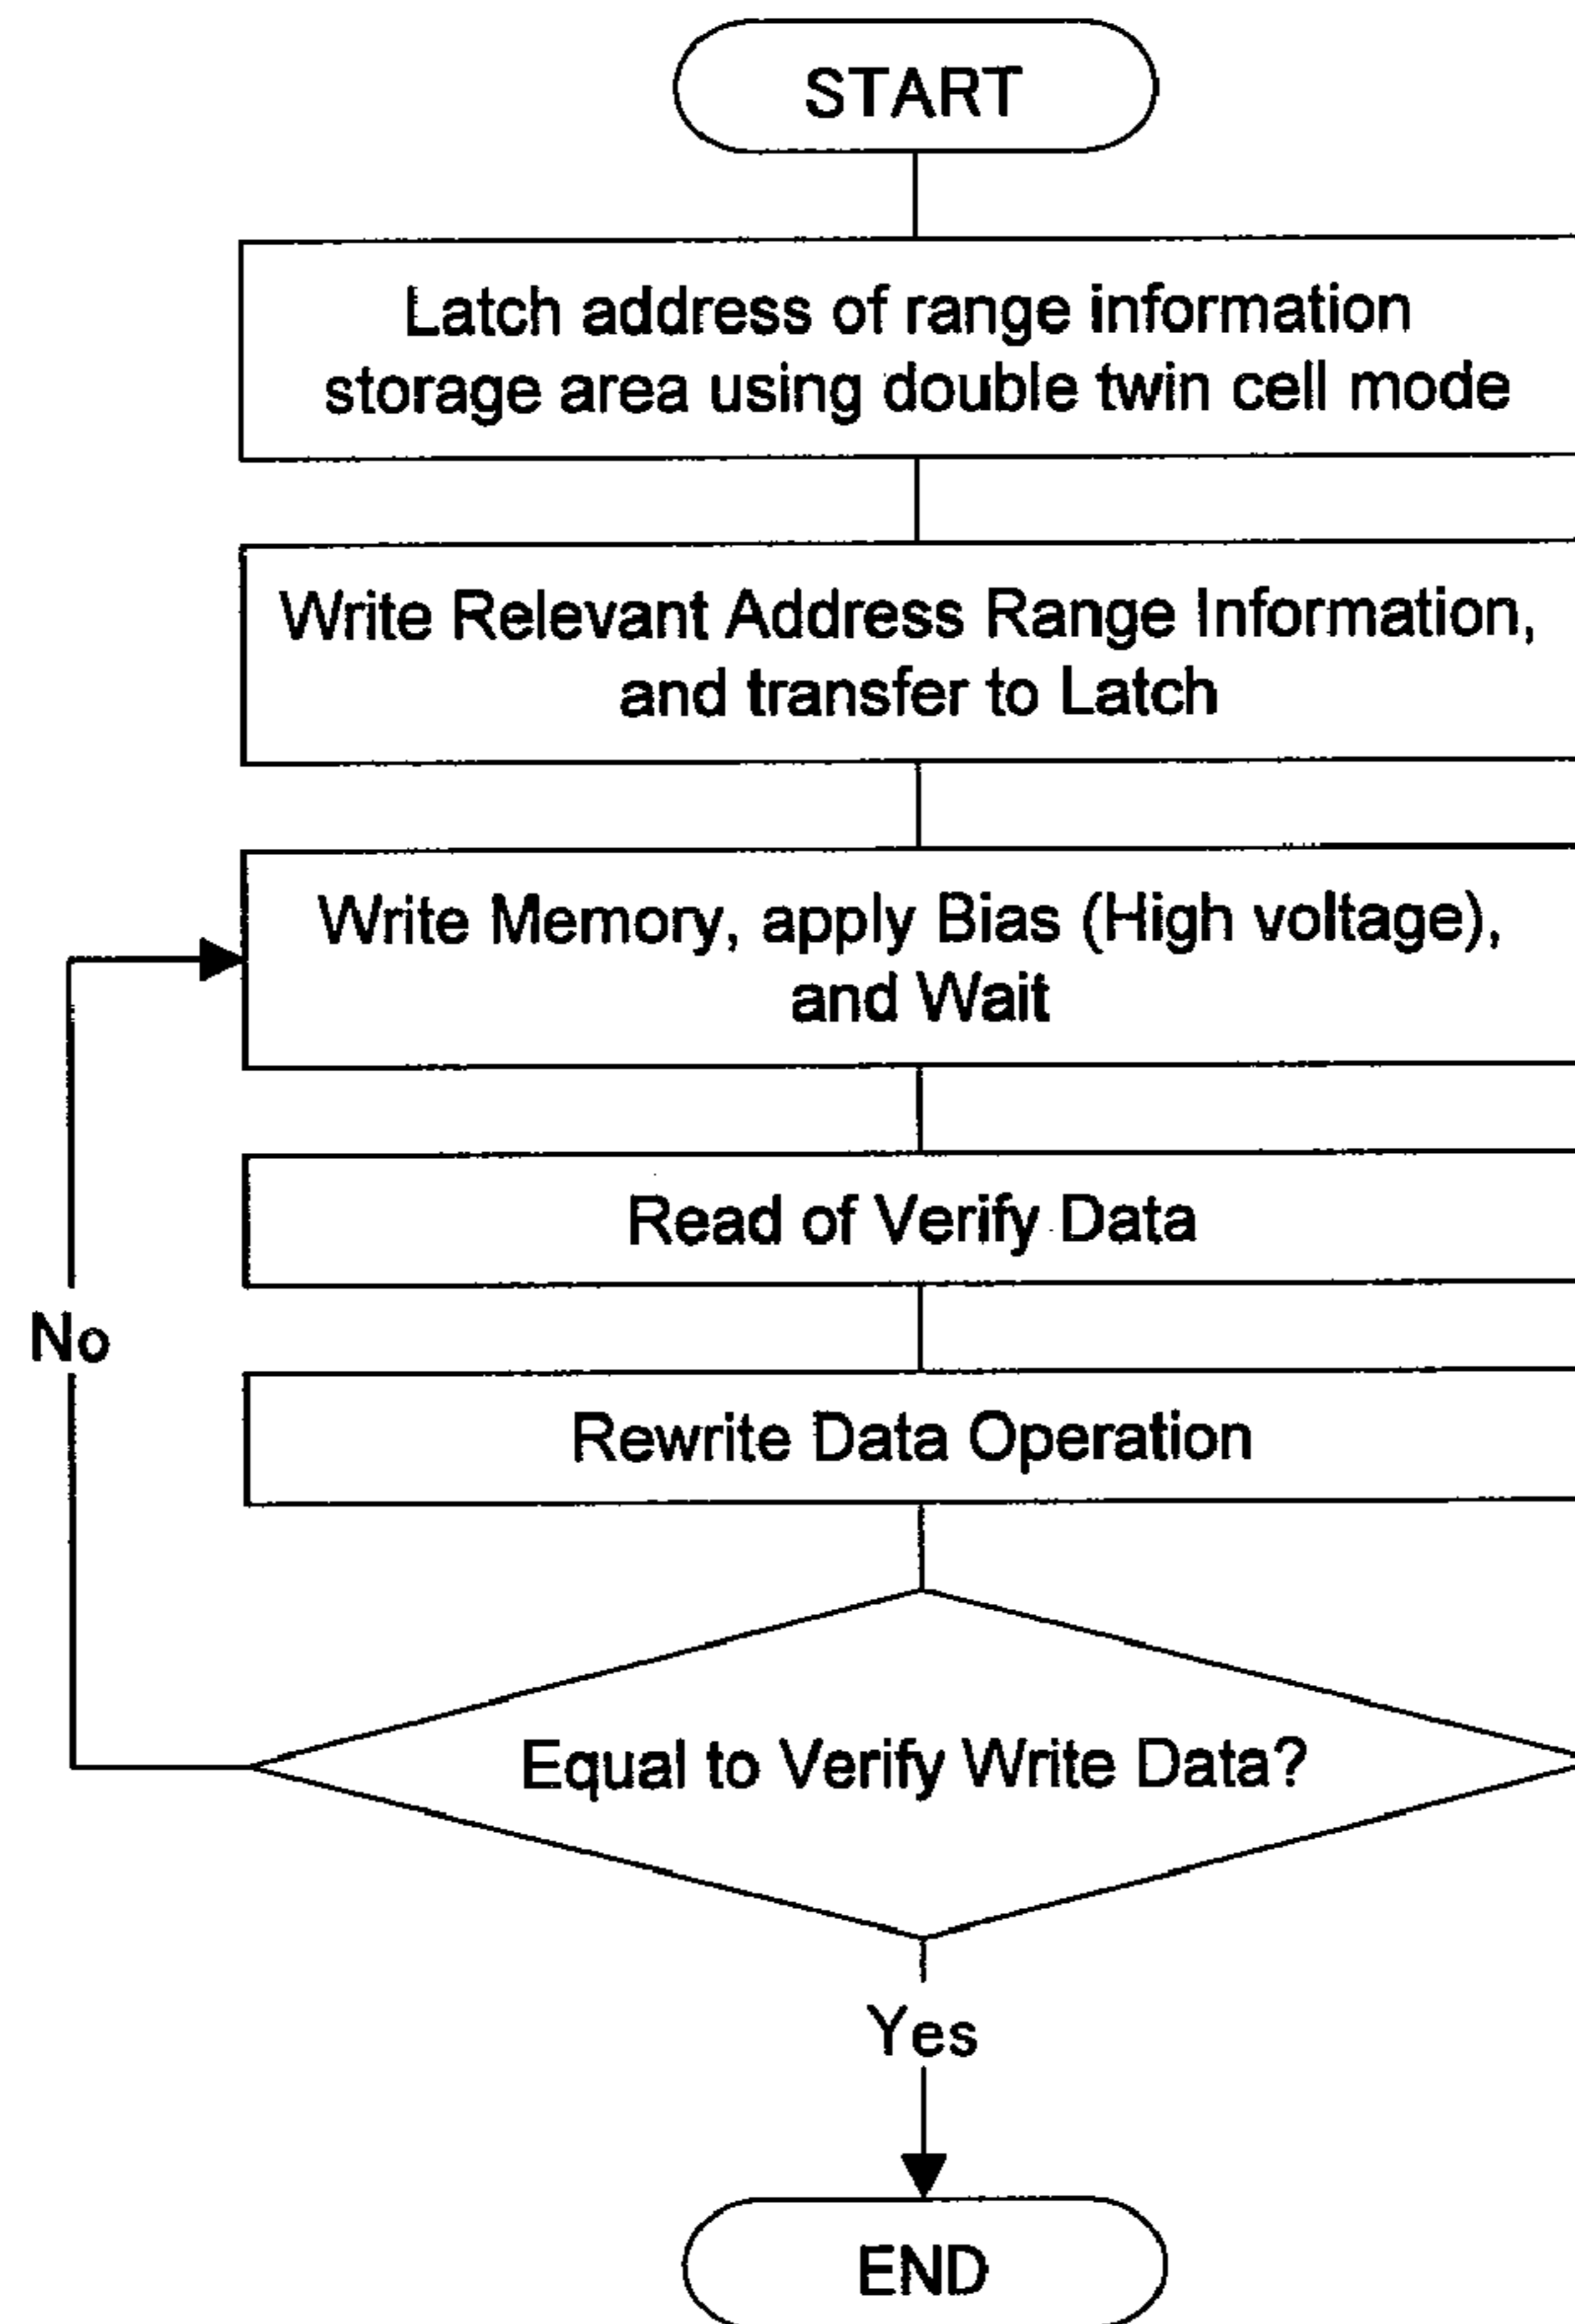 START
Latch address of range information
storage area using double twin cell mode
Write Relevant Address Range Information,
and transfer to Latch
Write Memory, apply Bias (High voltage),
and Wait
Read of Verify Data
No
Rewrite Data Operation
Equal to Verify Write Data?
Yes
END